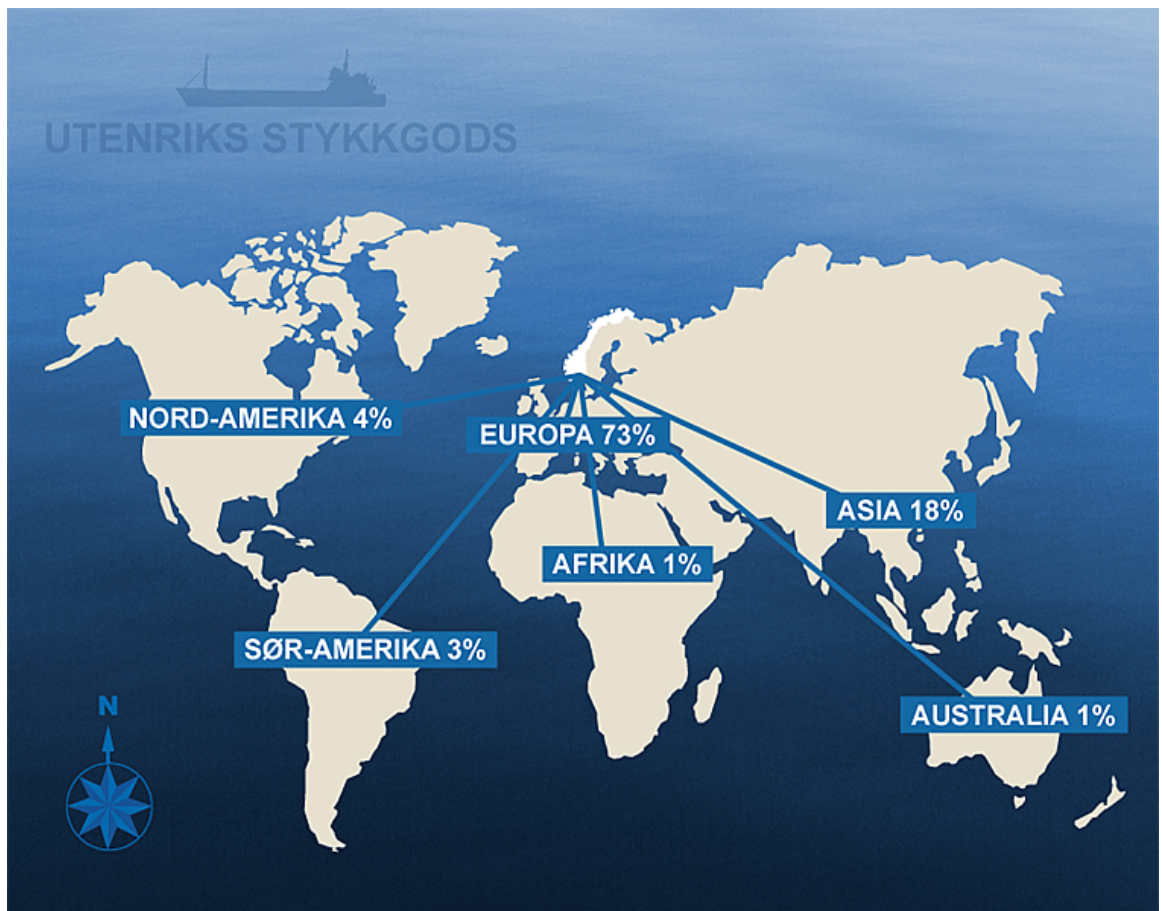 UTENRIKS STYKKGODS
NORD-AMERIKA 4%
EUROPA 73%
ASIA 18%
AFRIKA 1%
SØR-AMERIKA 3%
N
AUSTRALIA 1%